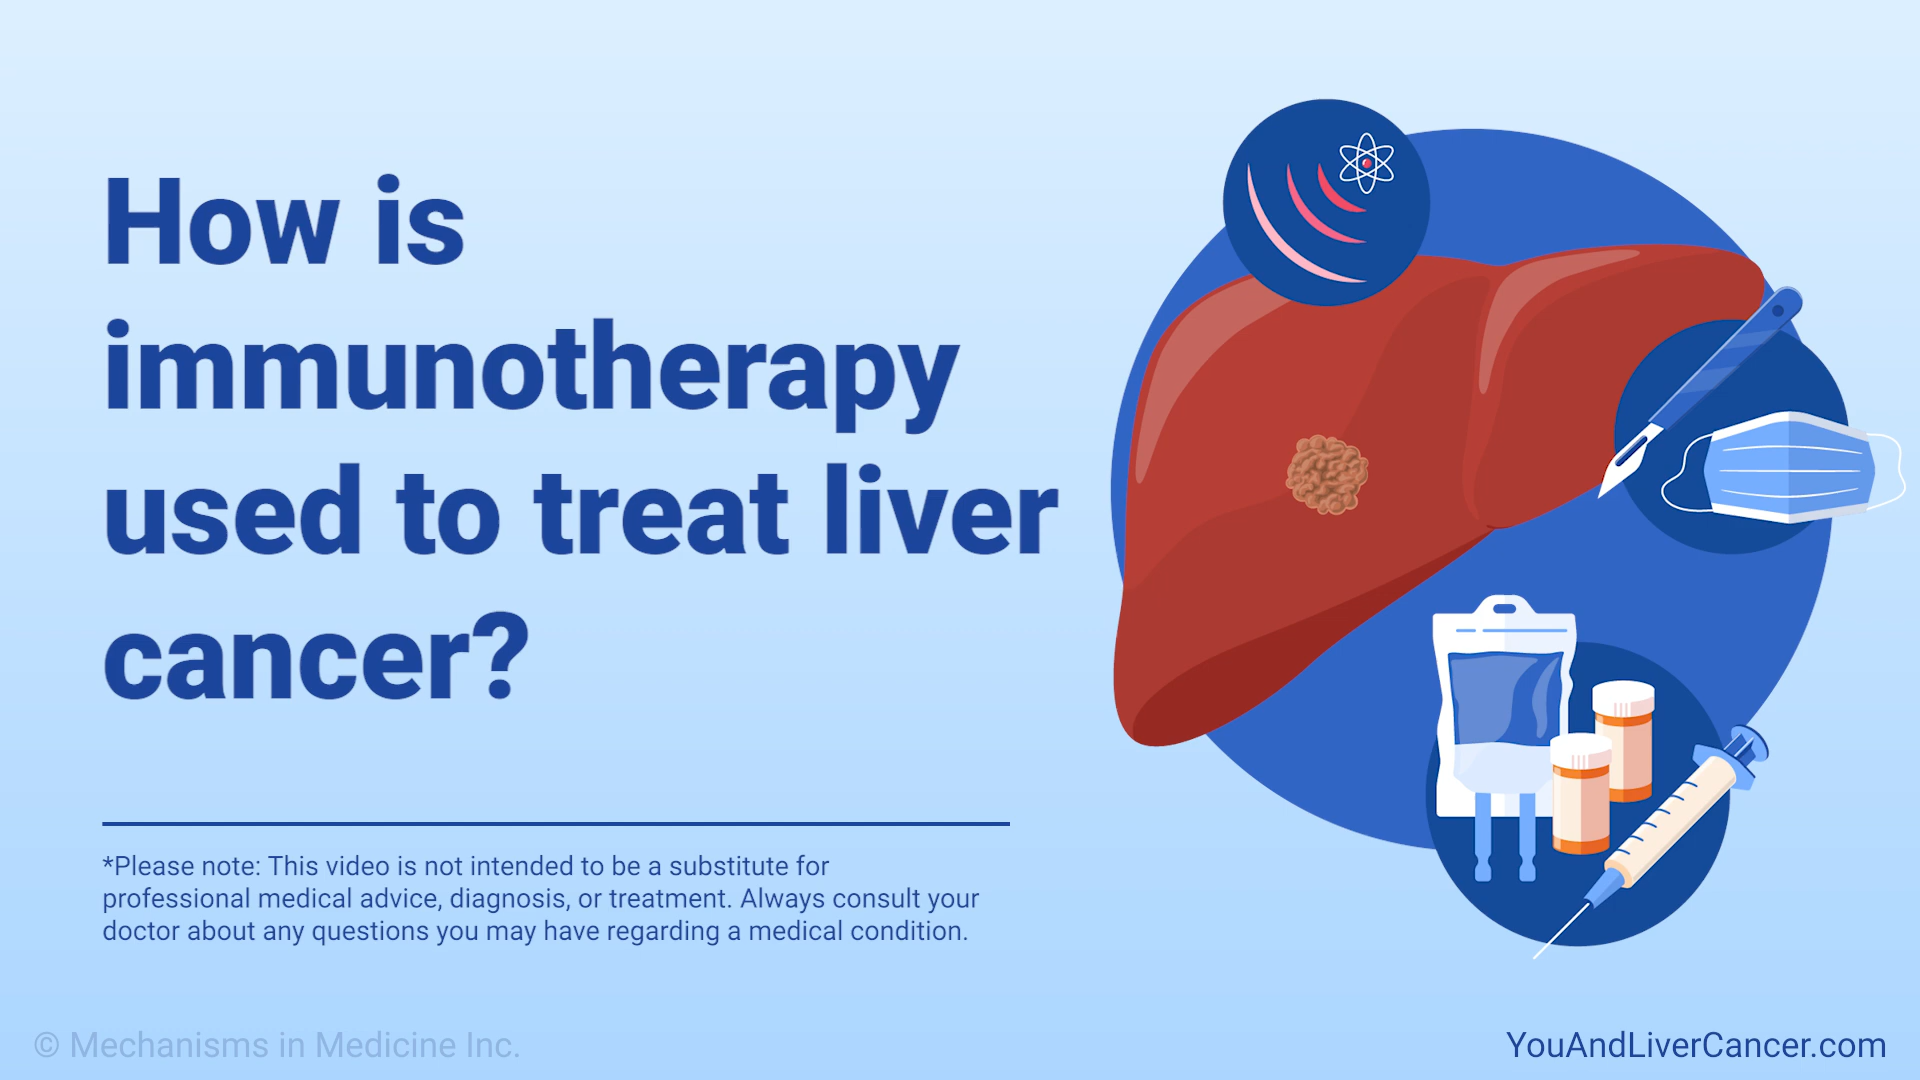 How is
immunotherapy
used to treat liver
cancer?
*Please note: This video is not intended to be a substitute for
professional medical advice, diagnosis, or treatment. Always consult your
doctor about any questions you may have regarding a medical condition.
© Mechanisms in Medicine Inc.
YouAndLiverCancer.com